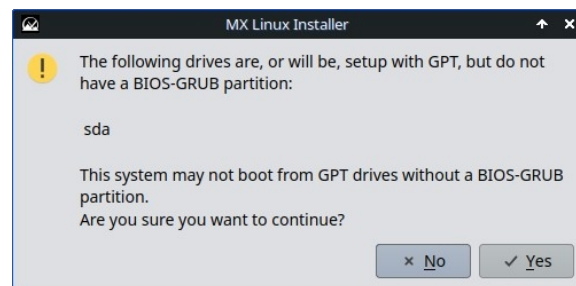 MX Linux Installer
The following drives are, or will be, setup with GPT, but do not
have a BIOS-GRUB partition:
sda
This system may not boot from GPT drives without a BIOS-GRUB
partition.
Are you sure you want to continue?
No
Yes